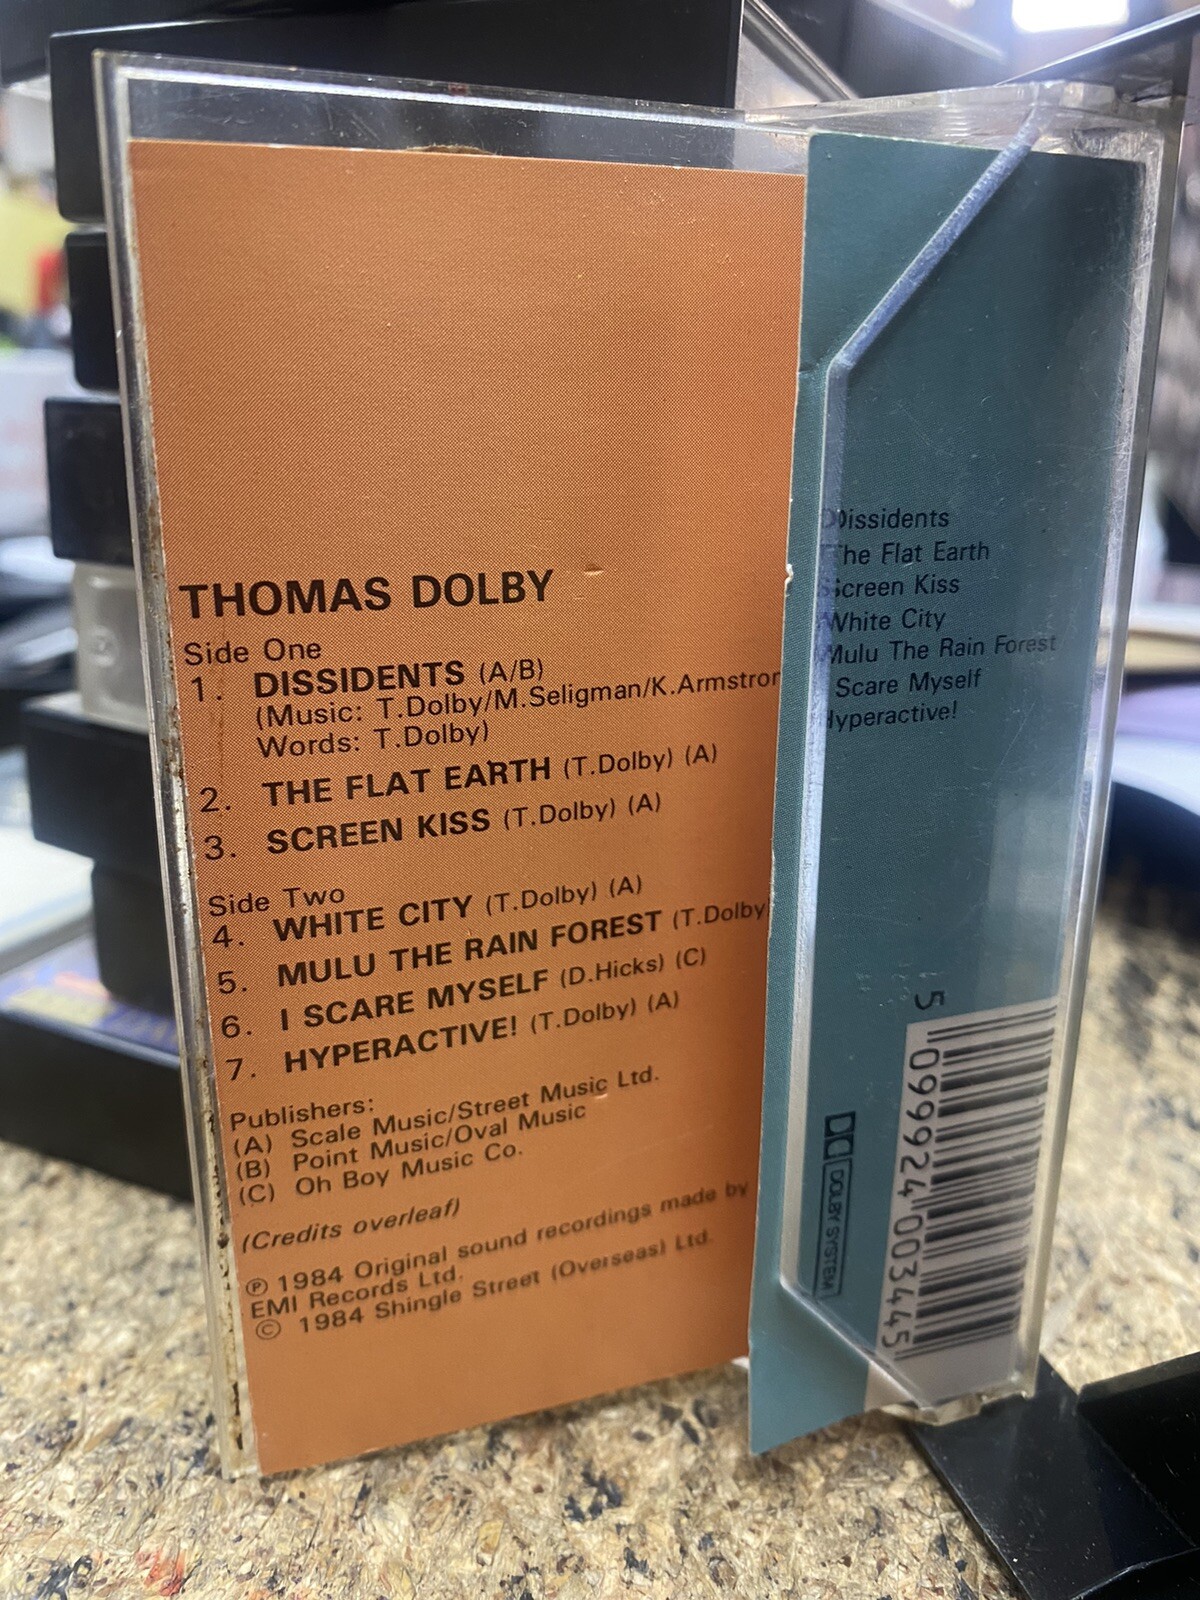 THOMAS DOLBY
Side One
1. DISSIDENTS (A/B)
(Music: T.Dolby/M.Seligman/K.Armstron
Words: T.Dolby)
2. THE FLAT EARTH (T.Dolby) (A)
3. SCREEN KISS (T.Dolby) (A)
Side Two
4. WHITE CITY (T.Dolby) (A)
5. MULU THE RAIN FOREST (T.Dolby)
6. I SCARE MYSELF (D.Hicks) (C)
7. HYPERACTIVE! (T.Dolby) (A)
Publishers:
(A) Scale Music/Street Music Ltd.
(B) Point Music/Oval Music
(C) Oh Boy Music Co.
(Credits overleaf)
℗ 1984 Original sound recordings made by
EMI Records Ltd.
© 1984 Shingle Street (Overseas) Ltd.
Dissidents
The Flat Earth
Screen Kiss
White City
Mulu The Rain Forest
Scare Myself
Hyperactive!
DOLBY SYSTEM
5 099924 003445